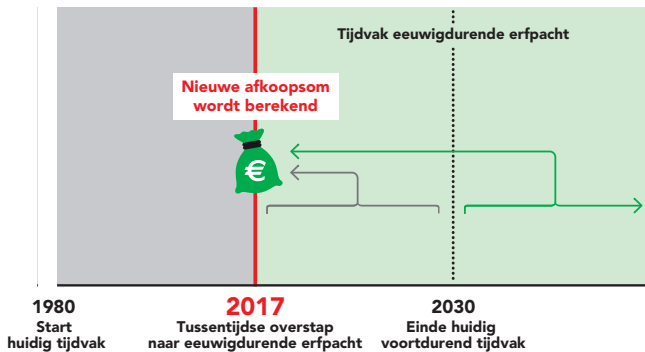 Tijdvak eeuwigdurende erfpacht
Nieuwe afkoopsom
wordt berekend
€
1980
Start
huidig tijdvak
2017
Tussentijdse overstap
naar eeuwigdurende erfpacht
2030
Einde huidig
voortdurend tijdvak